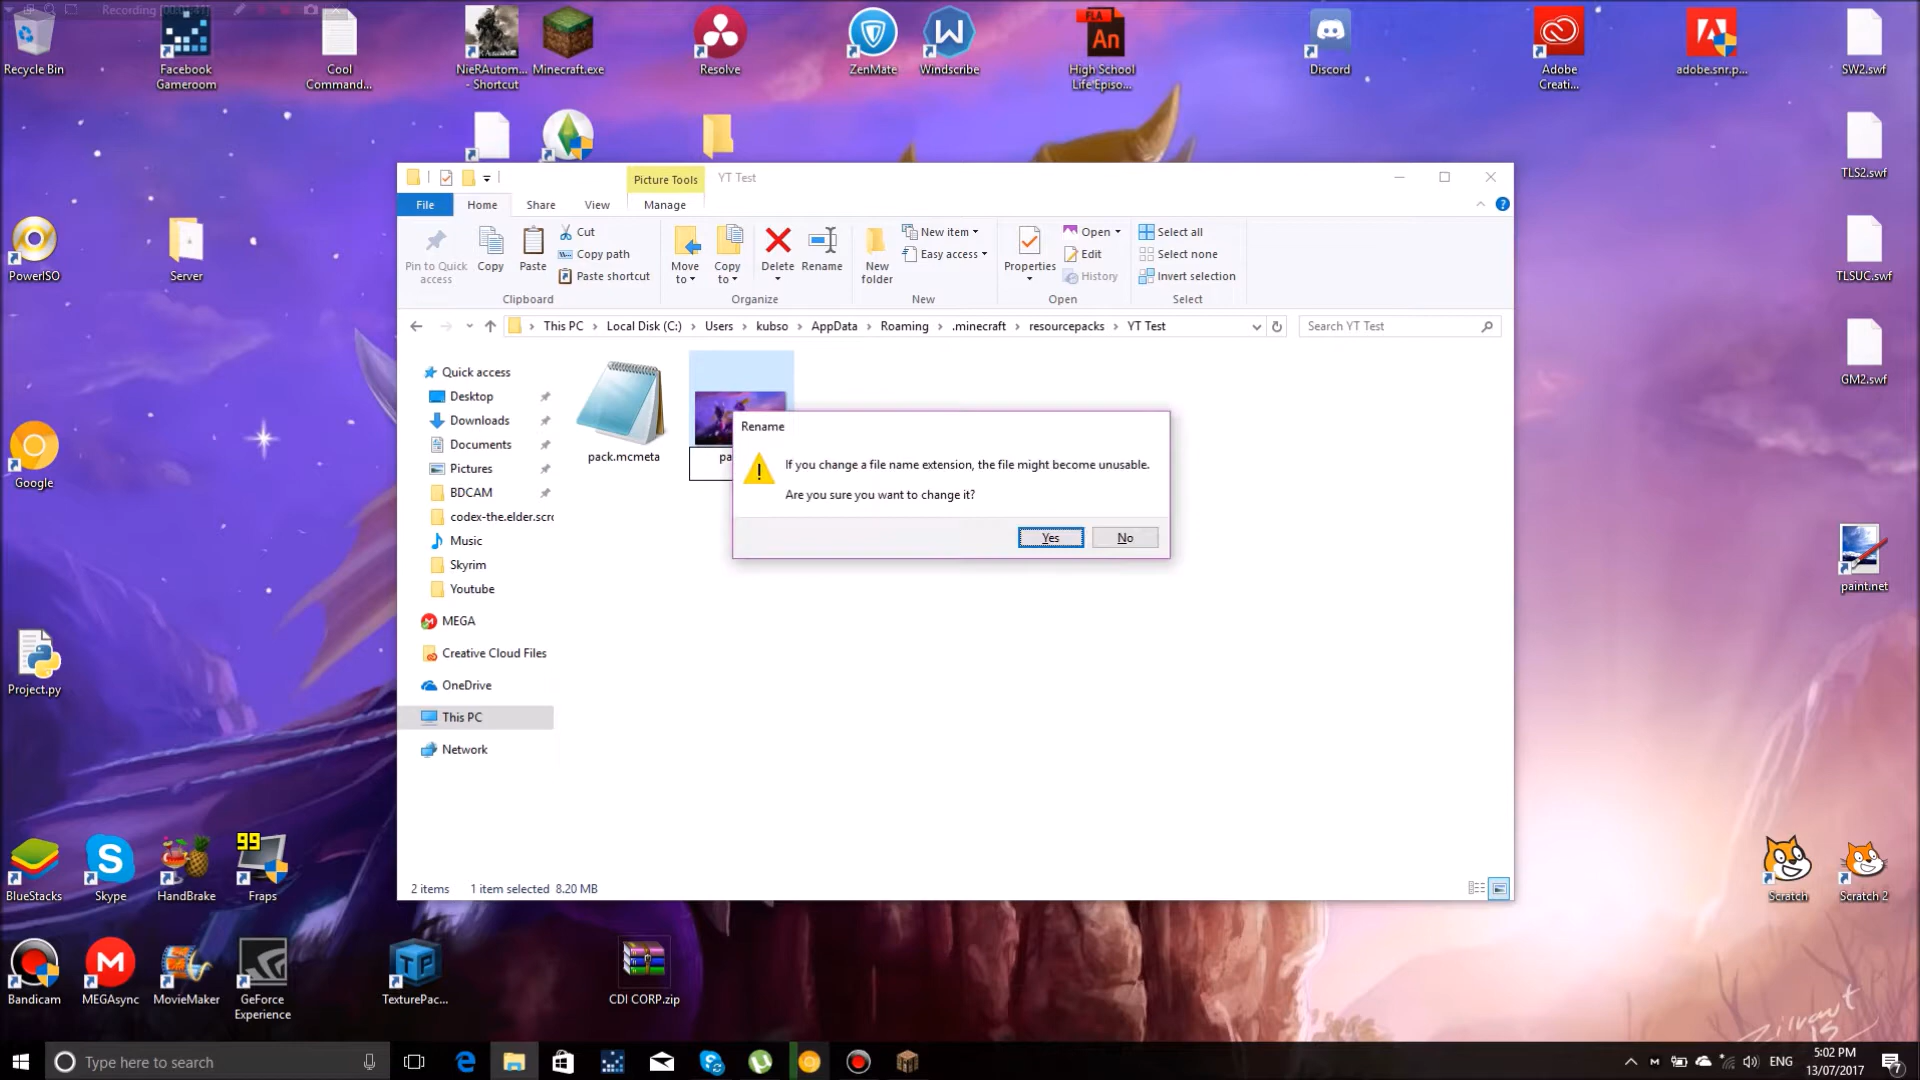 Recording [00:01:41]
Recycle Bin
Facebook
Gameroom
Cool
Command...
NieRAutom...
- Shortcut
Minecraft.exe
Resolve
ZenMate
Windscribe
High School
Life Episo...
Discord
Adobe
Creati...
adobe.snr.p...
SW2.swf
TLS2.swf
PowerISO
Server
TLSUC.swf
GM2.swf
Google
paint.net
Project.py
BlueStacks
Skype
HandBrake
99
Fraps
Scratch
Scratch 2
Bandicam
MEGAsync
MovieMaker
GeForce
Experience
TexturePac...
CDI CORP.zip
Picture Tools
YT Test
File
Home
Share
View
Manage
Pin to Quick
access
Copy
Paste
Cut
Copy path
Paste shortcut
Clipboard
Move
to
Copy
to
Delete
Rename
Organize
New
folder
New item
Easy access
New
Properties
Open
Edit
History
Open
Select all
Select none
Invert selection
Select
This PC
Local Disk (C:)
Users
kubso
AppData
Roaming
.minecraft
resourcepacks
YT Test
Search YT Test
Quick access
Desktop
Downloads
Documents
Pictures
BDCAM
codex-the.elder.scro
Music
Skyrim
Youtube
MEGA
Creative Cloud Files
OneDrive
This PC
Network
pack.mcmeta
pa
Rename
If you change a file name extension, the file might become unusable.
Are you sure you want to change it?
Yes
No
2 items
1 item selected 8.20 MB
Type here to search
ENG
5:02 PM
13/07/2017